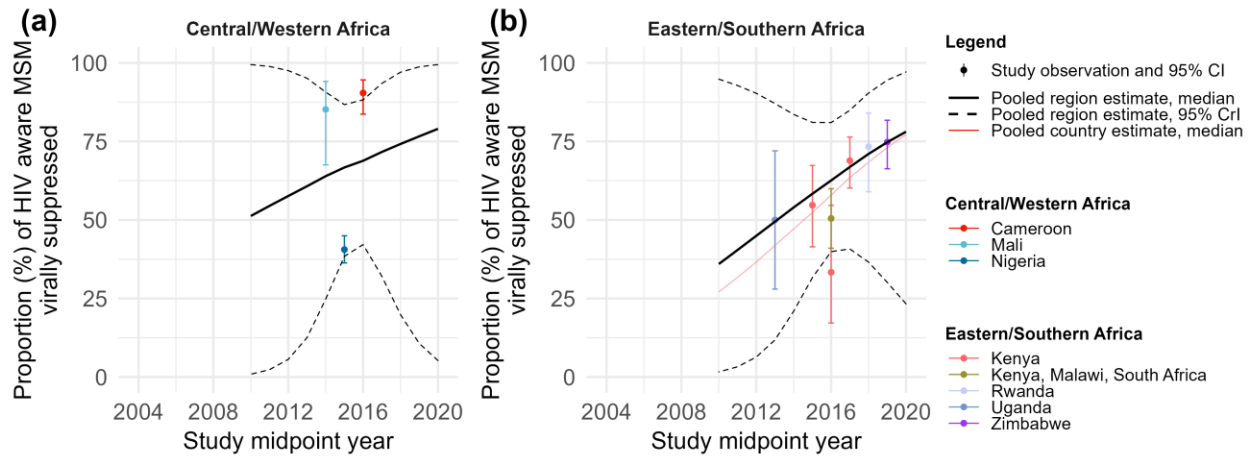 (a)
Central/Western Africa
Proportion (%) of HIV aware MSM
virally suppressed
100
75
50
25
0
2004 2008 2012 2016 2020
Study midpoint year
(b)
Eastern/Southern Africa
Proportion (%) of HIV aware MSM
virally suppressed
100
75
50
25
0
2004 2008 2012 2016 2020
Study midpoint year
Legend
Study observation and 95% CI
Pooled region estimate, median
Pooled region estimate, 95% CrI
Pooled country estimate, median
Central/Western Africa
Cameroon
Mali
Nigeria
Eastern/Southern Africa
Kenya
Kenya, Malawi, South Africa
Rwanda
Uganda
Zimbabwe